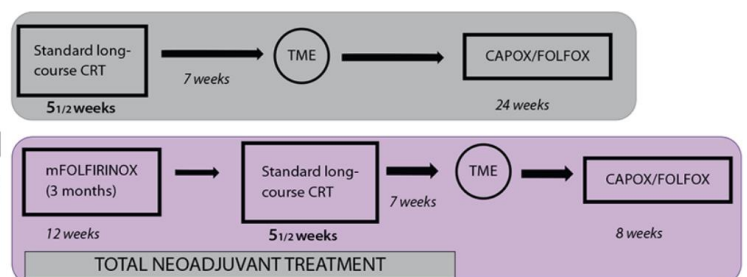 Standard long-
course CRT
TME
CAPOX/FOLFOX
7 weeks
5 1/2 weeks
24 weeks
mFOLFIRINOX
(3 months)
Standard long-
course CRT
TME
CAPOX/FOLFOX
7 weeks
12 weeks
5 1/2 weeks
8 weeks
TOTAL NEOADJUVANT TREATMENT